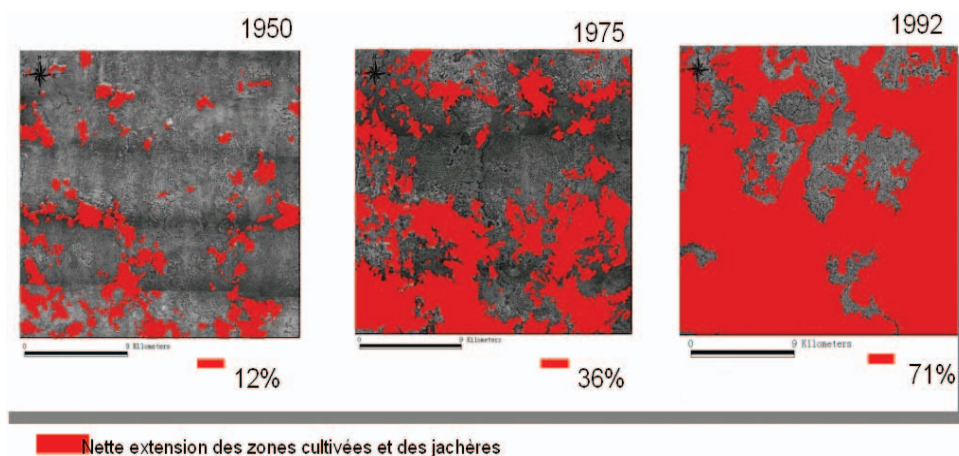 1950
1975
1992
0 9 Kilometers
0 9 Kilometers
0 9 Kilometers
12%
36%
71%
Nette extension des zones cultivées et des jachères